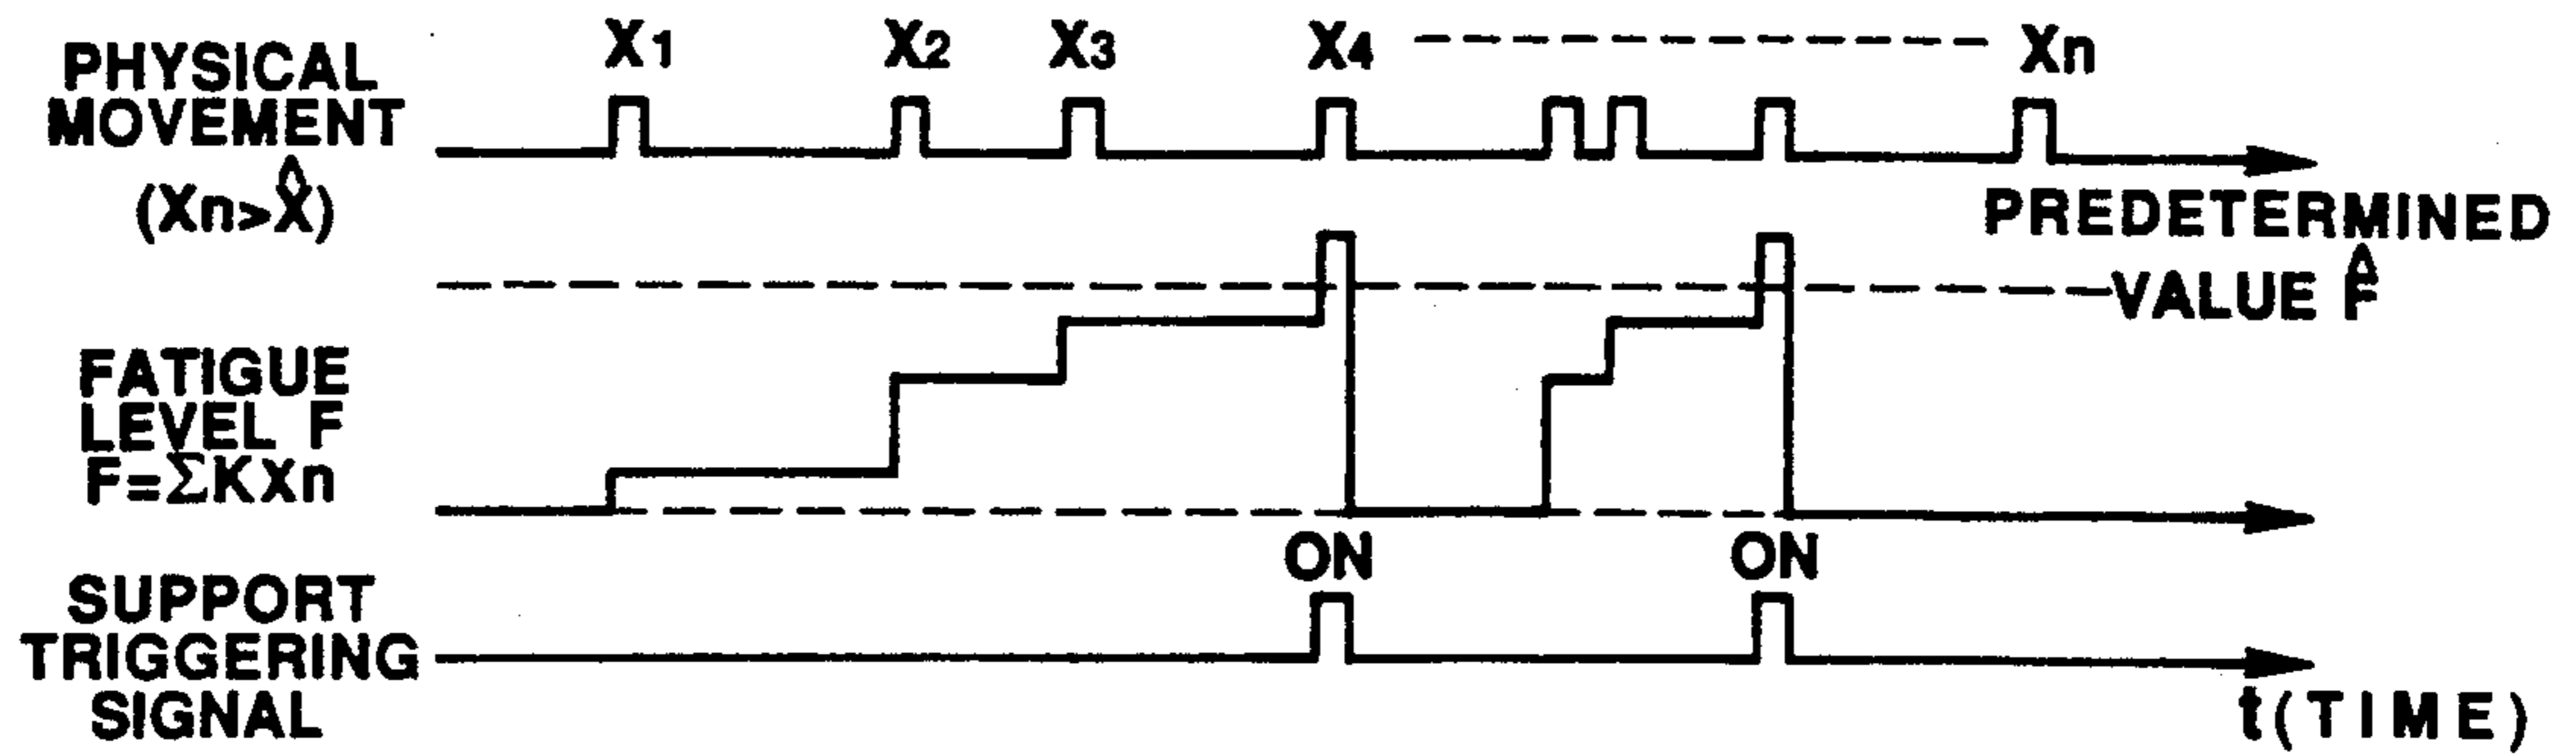 X1 X2 X3 X4 Xn
PHYSICAL
MOVEMENT
(Xn>X̂)
PREDETERMINED
VALUE F̂
FATIGUE
LEVEL F
F=ΣKXn
ON ON
SUPPORT
TRIGGERING
SIGNAL
t(TIME)